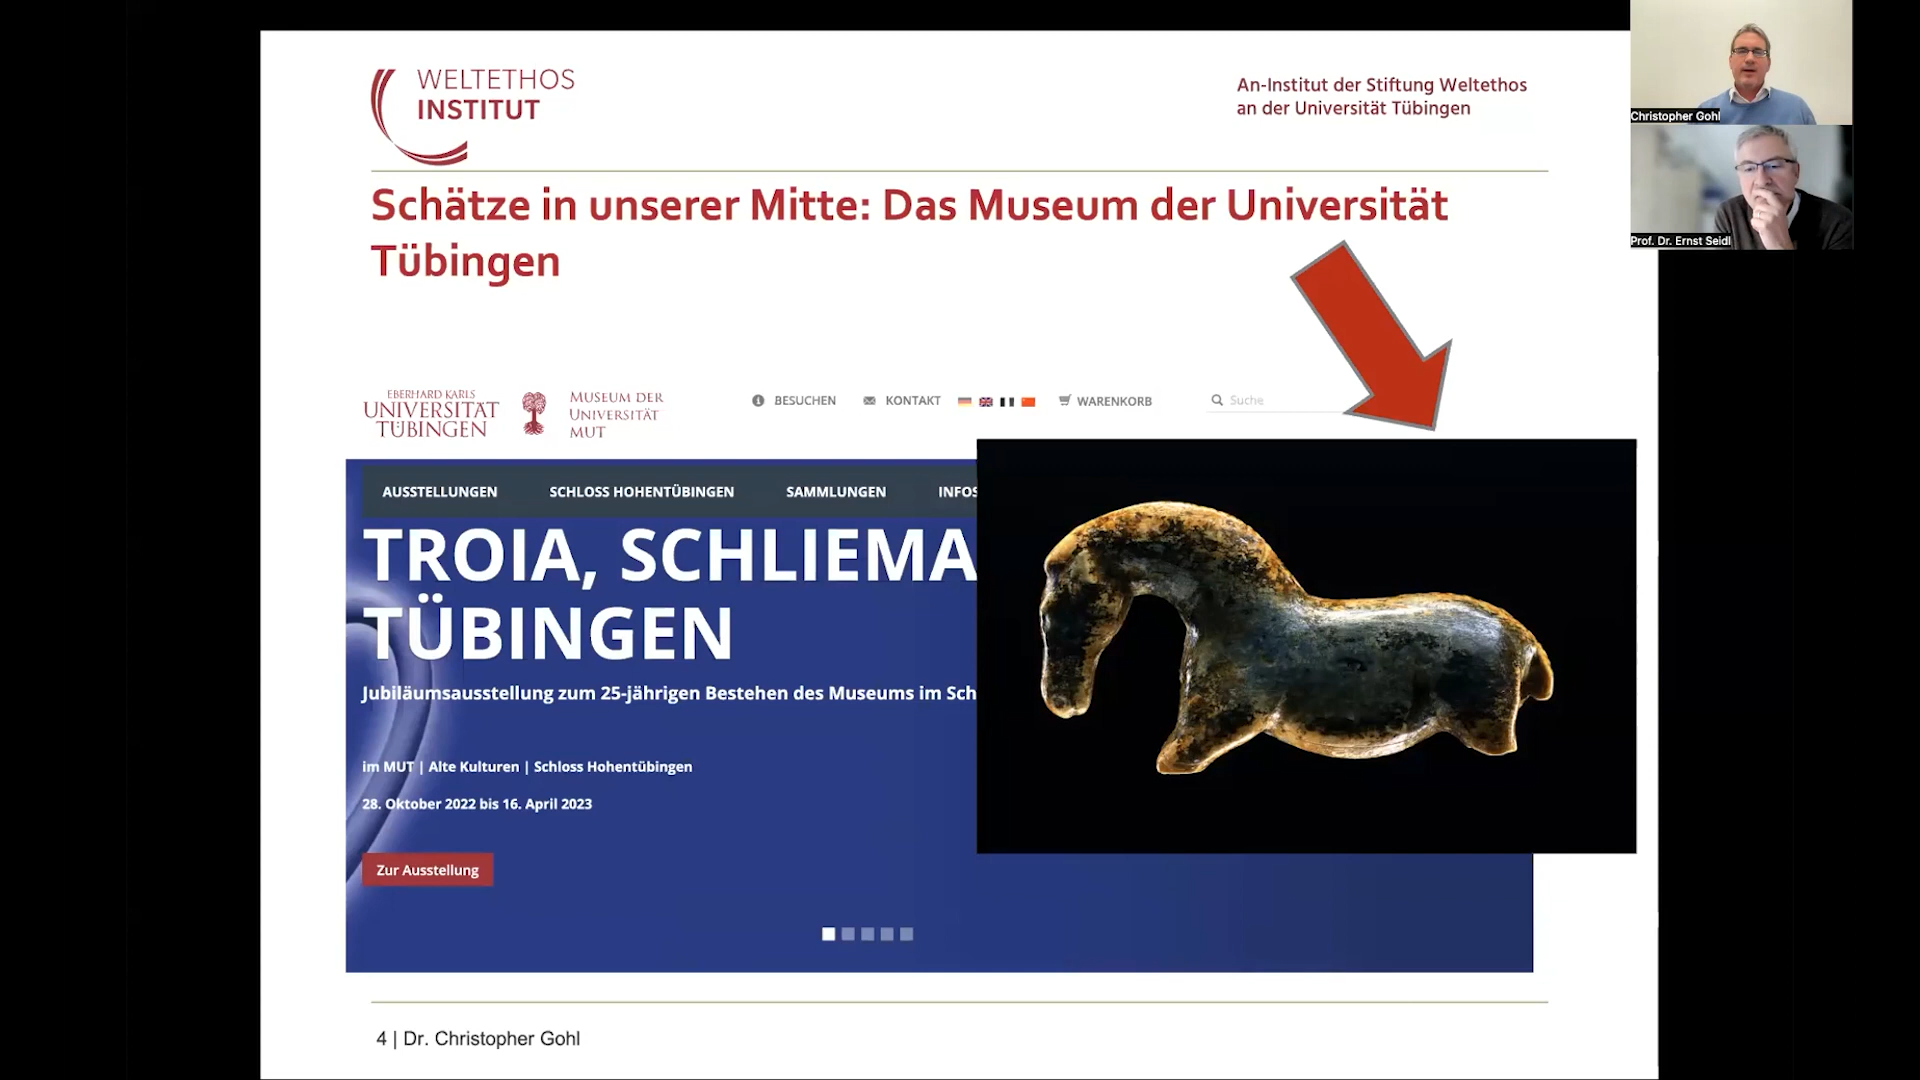 WELTETHOS
INSTITUT
An-Institut der Stiftung Weltethos
an der Universität Tübingen
Christopher Gohl
Prof. Dr. Ernst Seidl
Schätze in unserer Mitte: Das Museum der Universität
Tübingen
EBERHARD KARLS
UNIVERSITÄT
TÜBINGEN
MUSEUM DER
UNIVERSITÄT
MUT
BESUCHEN
KONTAKT
WARENKORB
Suche
AUSSTELLUNGEN
SCHLOSS HOHENTÜBINGEN
SAMMLUNGEN
INFOS
TROIA, SCHLIEMA
TÜBINGEN
Jubiläumsausstellung zum 25-jährigen Bestehen des Museums im Sch
im MUT | Alte Kulturen | Schloss Hohentübingen
28. Oktober 2022 bis 16. April 2023
Zur Ausstellung
4 | Dr. Christopher Gohl